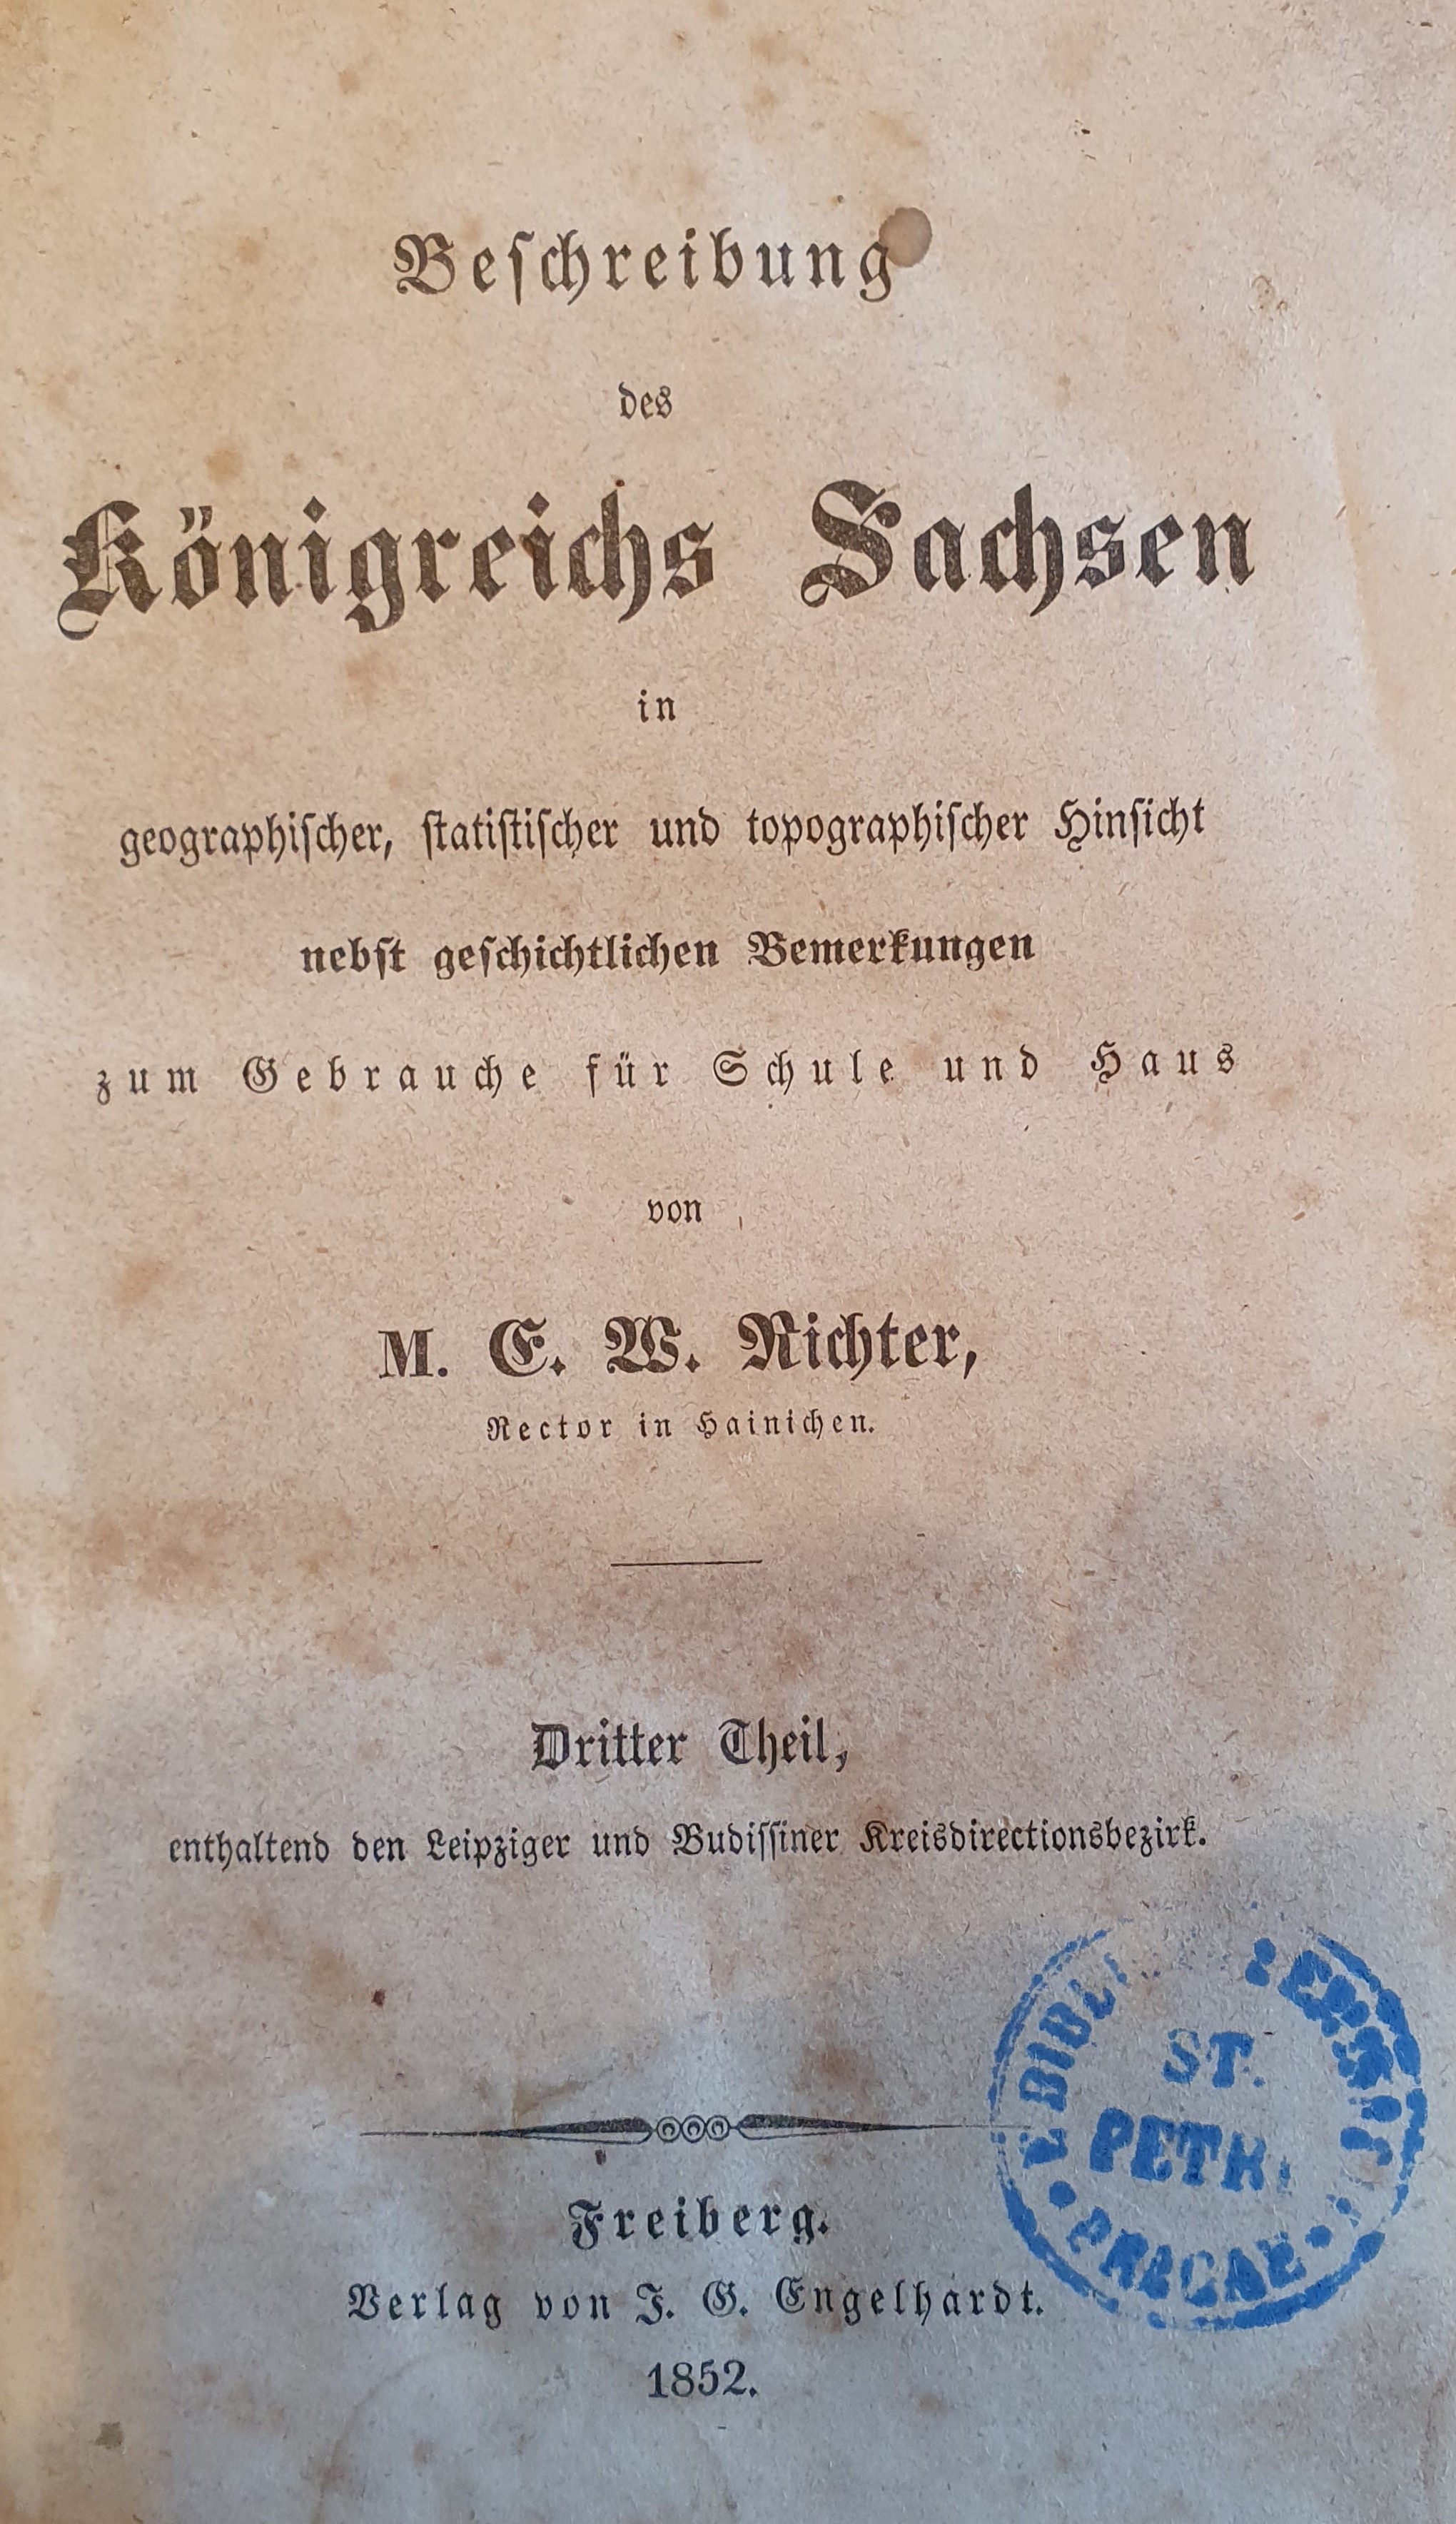 Beſchreibung
des
Königreichs Sachsen
in
geographiſcher, ſtatiſtiſcher und topographiſcher Hinſicht
nebſt geſchichtlichen Bemerkungen
zum Gebrauche für Schule und Haus
von
M. E. W. Richter,
Rector in Hainichen.
Dritter Theil,
enthaltend den Leipziger und Budiſſiner Kreisdirectionsbezirk.
ST.
PETR.
PRAGAE
Freiberg.
Verlag von J. G. Engelhardt.
1852.